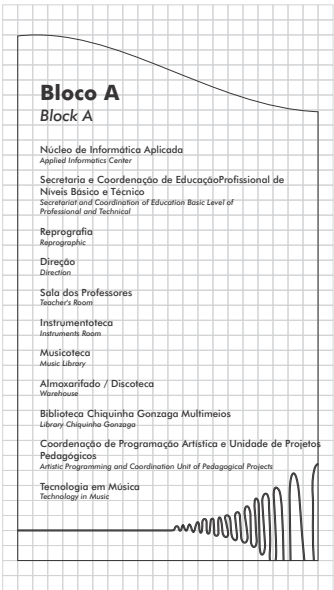 Bloco A
Block A
Núcleo de Informática Aplicada
Applied Informatics Center
Secretaria e Coordenação de EducaçãoProfissional de
Níveis Básico e Técnico
Secretariat and Coordination of Education Basic Level of
Professional and Technical
Reprografia
Reprographic
Direção
Direction
Sala dos Professores
Teacher's Room
Instrumentoteca
Instruments Room
Musicoteca
Music Library
Almoxarifado / Discoteca
Warehouse
Biblioteca Chiquinha Gonzaga Multimeios
Library Chiquinha Gonzaga
Coordenação de Programação Artística e Unidade de Projetos
Pedagógicos
Artistic Programming and Coordination Unit of Pedagogical Projects
Tecnologia em Música
Technology in Music